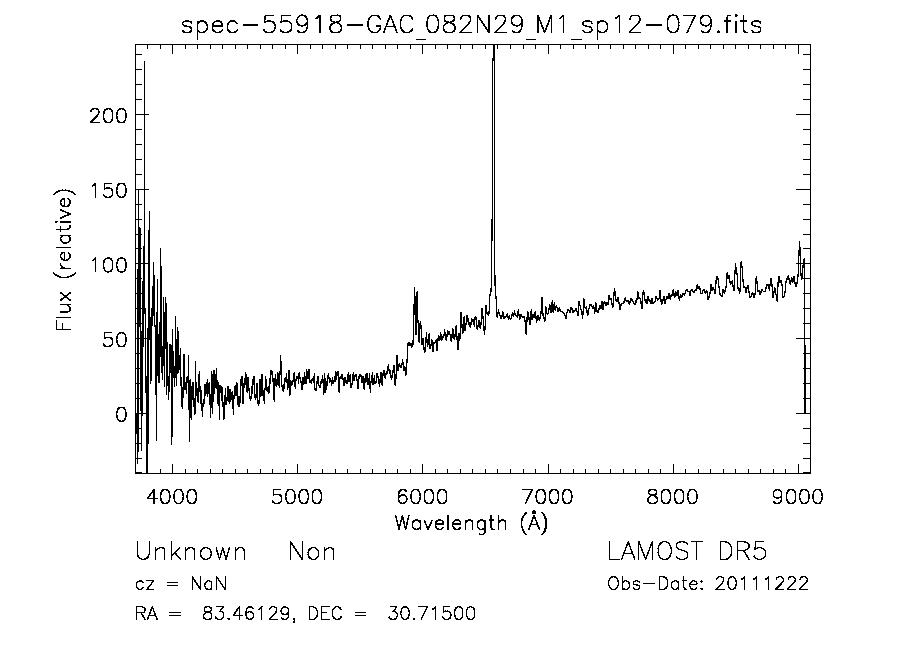 spec-55918-GAC_082N29_M1_sp12-079.fits
200
150
100
50
0
Flux (relative)
4000 5000 6000 7000 8000 9000
Wavelength (Å)
Unknown Non LAMOST DR5
cz = NaN Obs-Date: 20111222
RA = 83.46129, DEC = 30.71500